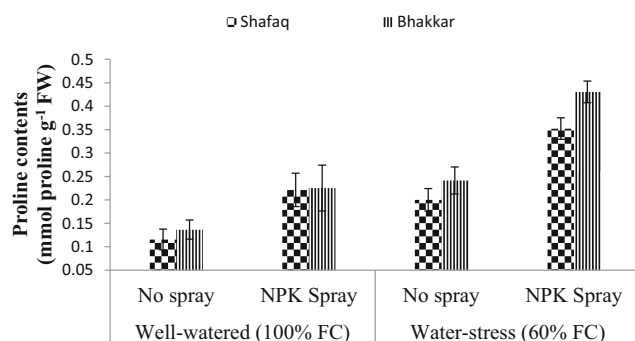 Shafaq Bhakkar
Proline contents
(mmol proline g-1 FW)
0.5
0.45
0.4
0.35
0.3
0.25
0.2
0.15
0.1
0.05
No spray NPK Spray No spray NPK Spray
Well-watered (100% FC) Water-stress (60% FC)